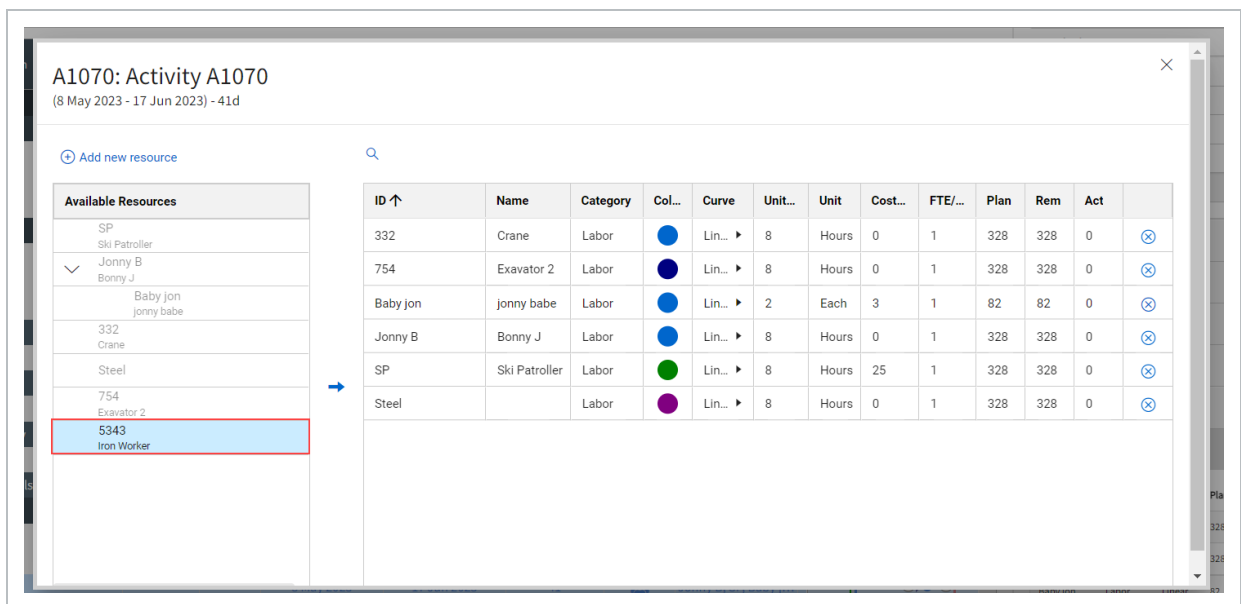 A1070: Activity A1070
(8 May 2023 - 17 Jun 2023) - 41d
Add new resource
Available Resources
SP
Ski Patroller
Jonny B
Bonny J
Baby jon
jonny babe
332
Crane
Steel
754
Exavator 2
5343
Iron Worker
ID Name Category Col... Curve Unit... Unit Cost... FTE/... Plan Rem Act
332 Crane Labor Lin... 8 Hours 0 1 328 328 0
754 Exavator 2 Labor Lin... 8 Hours 0 1 328 328 0
Baby jon jonny babe Labor Lin... 2 Each 3 1 82 82 0
Jonny B Bonny J Labor Lin... 8 Hours 0 1 328 328 0
SP Ski Patroller Labor Lin... 8 Hours 25 1 328 328 0
Steel Labor Lin... 8 Hours 0 1 328 328 0
Pla
328
328